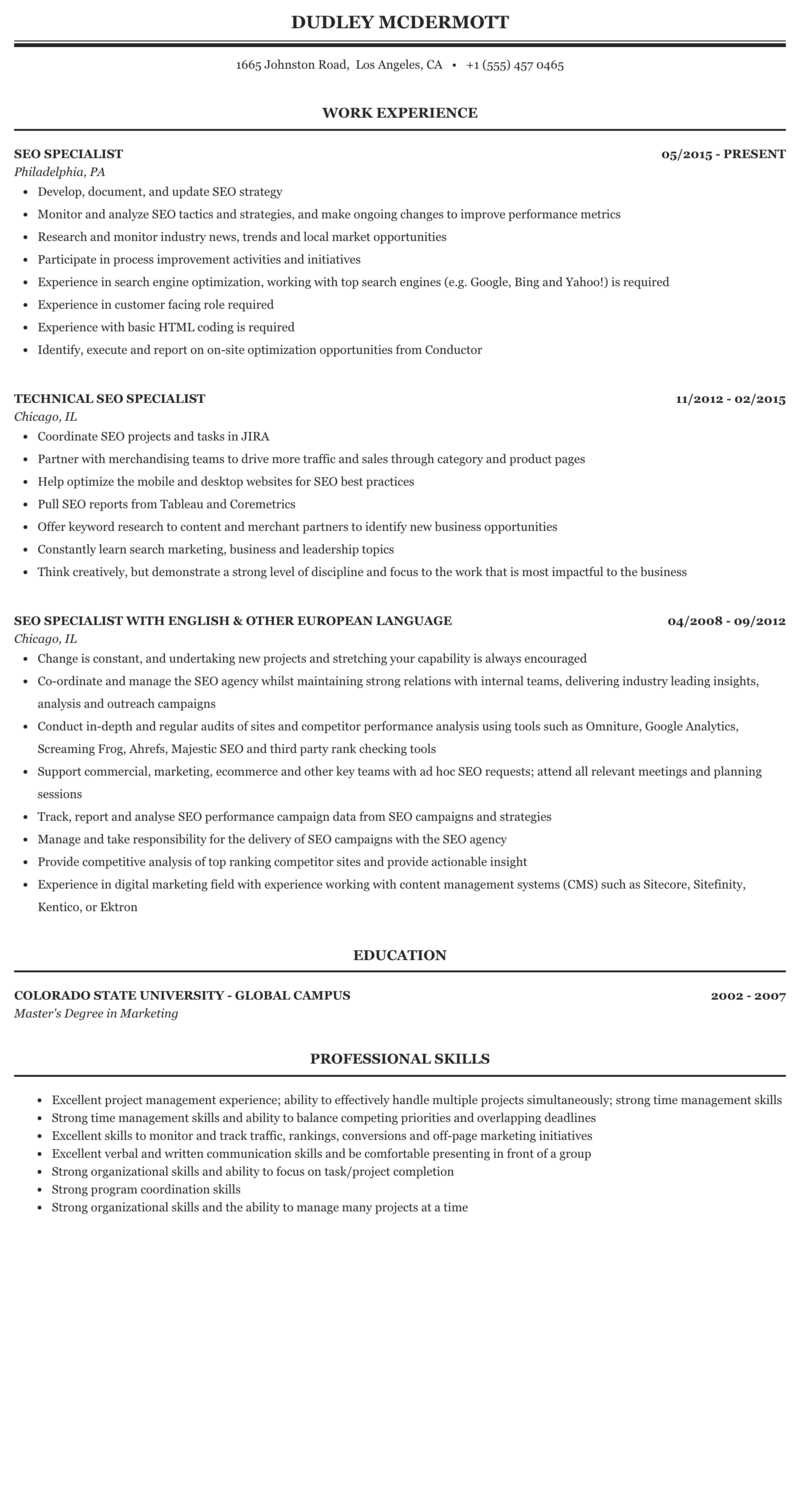 DUDLEY MCDERMOTT
1665 Johnston Road, Los Angeles, CA • +1 (555) 457 0465
WORK EXPERIENCE
SEO SPECIALIST 05/2015 - PRESENT
Philadelphia, PA
• Develop, document, and update SEO strategy
• Monitor and analyze SEO tactics and strategies, and make ongoing changes to improve performance metrics
• Research and monitor industry news, trends and local market opportunities
• Participate in process improvement activities and initiatives
• Experience in search engine optimization, working with top search engines (e.g. Google, Bing and Yahoo!) is required
• Experience in customer facing role required
• Experience with basic HTML coding is required
• Identify, execute and report on on-site optimization opportunities from Conductor
TECHNICAL SEO SPECIALIST 11/2012 - 02/2015
Chicago, IL
• Coordinate SEO projects and tasks in JIRA
• Partner with merchandising teams to drive more traffic and sales through category and product pages
• Help optimize the mobile and desktop websites for SEO best practices
• Pull SEO reports from Tableau and Coremetrics
• Offer keyword research to content and merchant partners to identify new business opportunities
• Constantly learn search marketing, business and leadership topics
• Think creatively, but demonstrate a strong level of discipline and focus to the work that is most impactful to the business
SEO SPECIALIST WITH ENGLISH & OTHER EUROPEAN LANGUAGE 04/2008 - 09/2012
Chicago, IL
• Change is constant, and undertaking new projects and stretching your capability is always encouraged
• Co-ordinate and manage the SEO agency whilst maintaining strong relations with internal teams, delivering industry leading insights,
analysis and outreach campaigns
• Conduct in-depth and regular audits of sites and competitor performance analysis using tools such as Omniture, Google Analytics,
Screaming Frog, Ahrefs, Majestic SEO and third party rank checking tools
• Support commercial, marketing, ecommerce and other key teams with ad hoc SEO requests; attend all relevant meetings and planning
sessions
• Track, report and analyse SEO performance campaign data from SEO campaigns and strategies
• Manage and take responsibility for the delivery of SEO campaigns with the SEO agency
• Provide competitive analysis of top ranking competitor sites and provide actionable insight
• Experience in digital marketing field with experience working with content management systems (CMS) such as Sitecore, Sitefinity,
Kentico, or Ektron
EDUCATION
COLORADO STATE UNIVERSITY - GLOBAL CAMPUS 2002 - 2007
Master's Degree in Marketing
PROFESSIONAL SKILLS
• Excellent project management experience; ability to effectively handle multiple projects simultaneously; strong time management skills
• Strong time management skills and ability to balance competing priorities and overlapping deadlines
• Excellent skills to monitor and track traffic, rankings, conversions and off-page marketing initiatives
• Excellent verbal and written communication skills and be comfortable presenting in front of a group
• Strong organizational skills and ability to focus on task/project completion
• Strong program coordination skills
• Strong organizational skills and the ability to manage many projects at a time